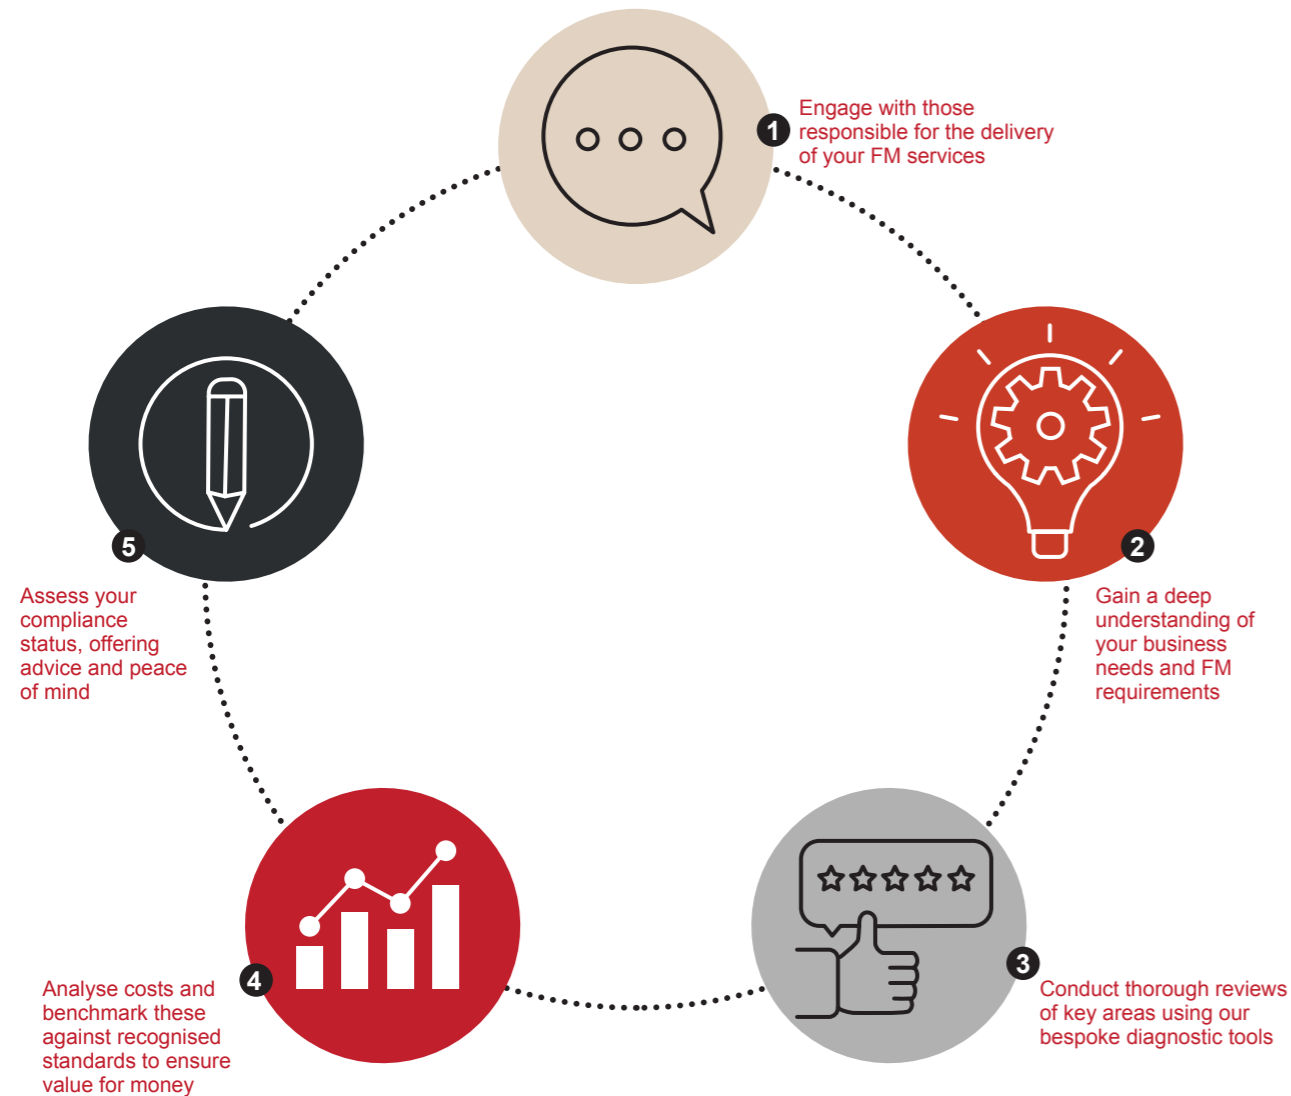 1
Engage with those
responsible for the delivery
of your FM services
2
Gain a deep
understanding of
your business
needs and FM
requirements
3
Conduct thorough reviews
of key areas using our
bespoke diagnostic tools
4
Analyse costs and
benchmark these
against recognised
standards to ensure
value for money
5
Assess your
compliance
status, offering
advice and peace
of mind